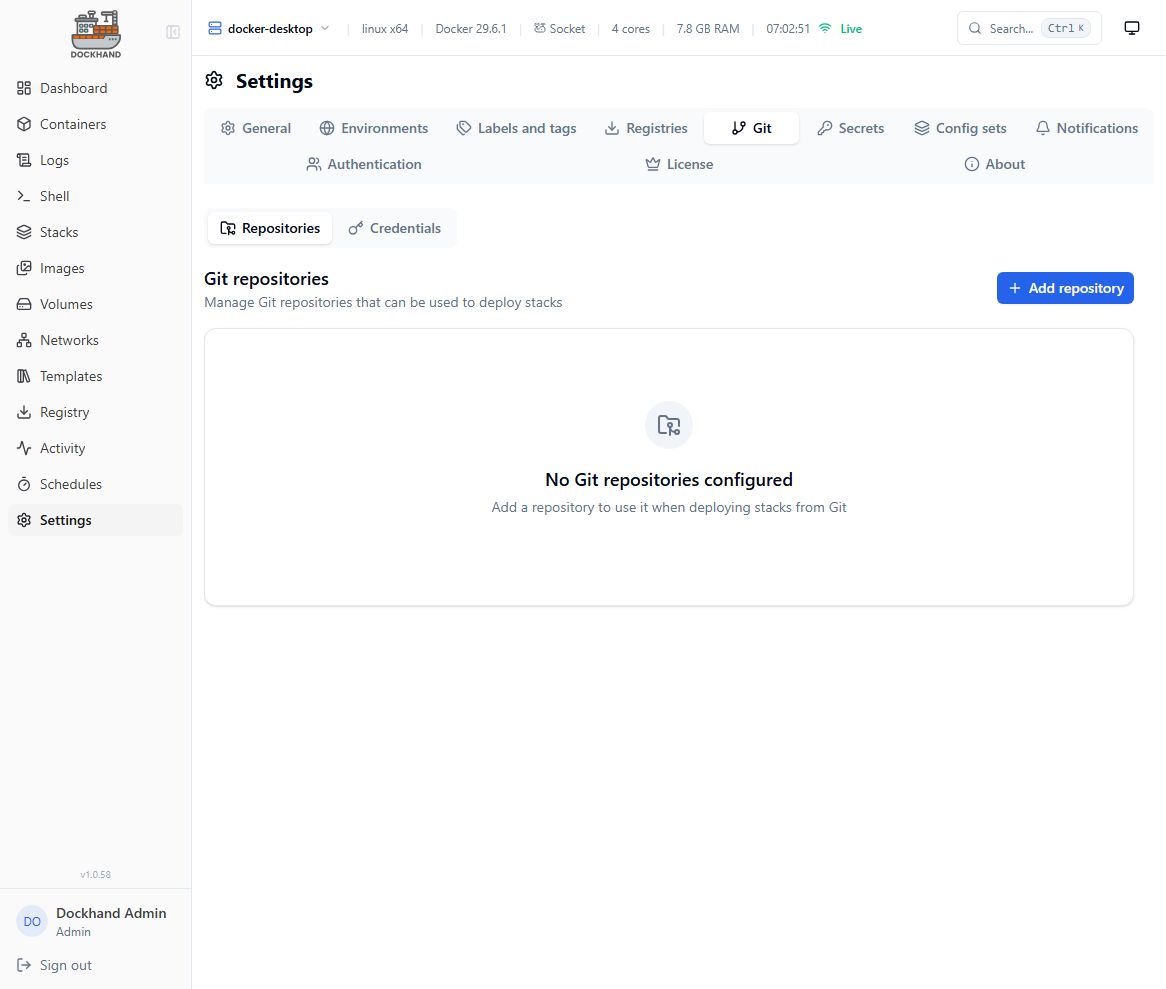 DOCKHAND
docker-desktop
linux x64
Docker 29.6.1
Socket
4 cores
7.8 GB RAM
07:02:51
Live
Search...
Ctrl K
Dashboard
Containers
Logs
Shell
Stacks
Images
Volumes
Networks
Templates
Registry
Activity
Schedules
Settings
v1.0.58
DO
Dockhand Admin
Admin
Sign out
Settings
General
Environments
Labels and tags
Registries
Git
Secrets
Config sets
Notifications
Authentication
License
About
Repositories
Credentials
Git repositories
Manage Git repositories that can be used to deploy stacks
Add repository
No Git repositories configured
Add a repository to use it when deploying stacks from Git